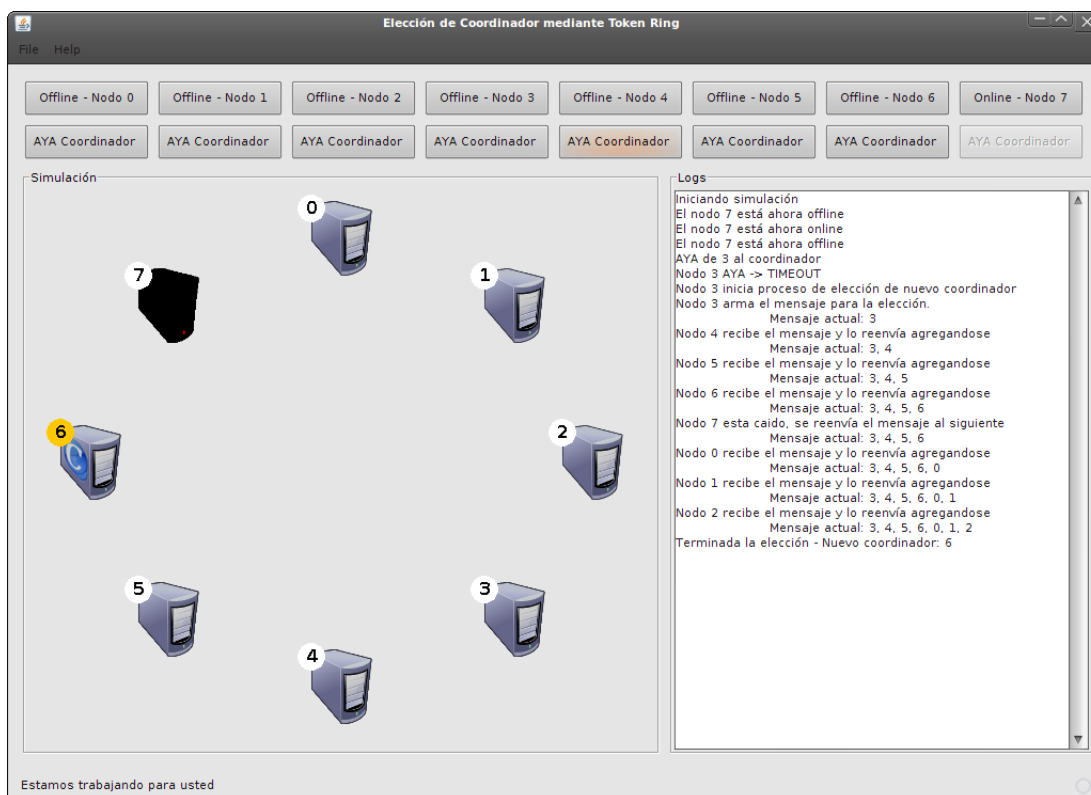 Elección de Coordinador mediante Token Ring
File Help
Offline - Nodo 0 Offline - Nodo 1 Offline - Nodo 2 Offline - Nodo 3 Offline - Nodo 4 Offline - Nodo 5 Offline - Nodo 6 Online - Nodo 7
AYA Coordinador AYA Coordinador AYA Coordinador AYA Coordinador AYA Coordinador AYA Coordinador AYA Coordinador AYA Coordinador
Simulación
0
7
1
6
C
2
5
3
4
Logs
Iniciando simulación
El nodo 7 está ahora offline
El nodo 7 está ahora online
El nodo 7 está ahora offline
AYA de 3 al coordinador
Nodo 3 AYA -> TIMEOUT
Nodo 3 inicia proceso de elección de nuevo coordinador
Nodo 3 arma el mensaje para la elección.
Mensaje actual: 3
Nodo 4 recibe el mensaje y lo reenvía agregandose
Mensaje actual: 3, 4
Nodo 5 recibe el mensaje y lo reenvía agregandose
Mensaje actual: 3, 4, 5
Nodo 6 recibe el mensaje y lo reenvía agregandose
Mensaje actual: 3, 4, 5, 6
Nodo 7 esta caido, se reenvía el mensaje al siguiente
Mensaje actual: 3, 4, 5, 6
Nodo 0 recibe el mensaje y lo reenvía agregandose
Mensaje actual: 3, 4, 5, 6, 0
Nodo 1 recibe el mensaje y lo reenvía agregandose
Mensaje actual: 3, 4, 5, 6, 0, 1
Nodo 2 recibe el mensaje y lo reenvía agregandose
Mensaje actual: 3, 4, 5, 6, 0, 1, 2
Terminada la elección - Nuevo coordinador: 6
Estamos trabajando para usted